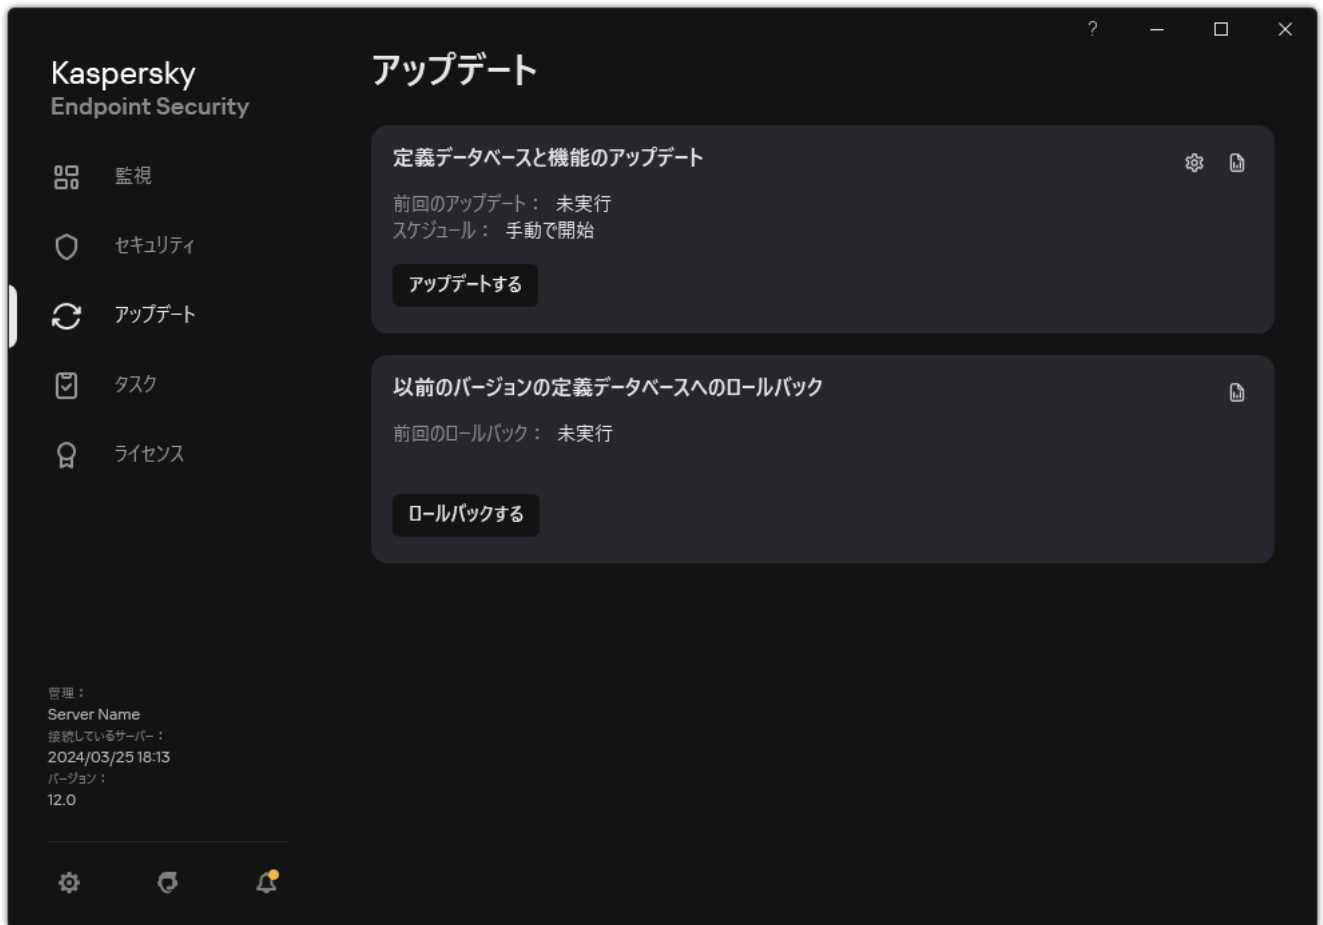 ?
Kaspersky
Endpoint Security
監視
セキュリティ
アップデート
タスク
ライセンス
管理：
Server Name
接続しているサーバー：
2024/03/25 18:13
バージョン：
12.0
アップデート
定義データベースと機能のアップデート
前回のアップデート： 未実行
スケジュール： 手動で開始
アップデートする
以前のバージョンの定義データベースへのロールバック
前回のロールバック： 未実行
ロールバックする